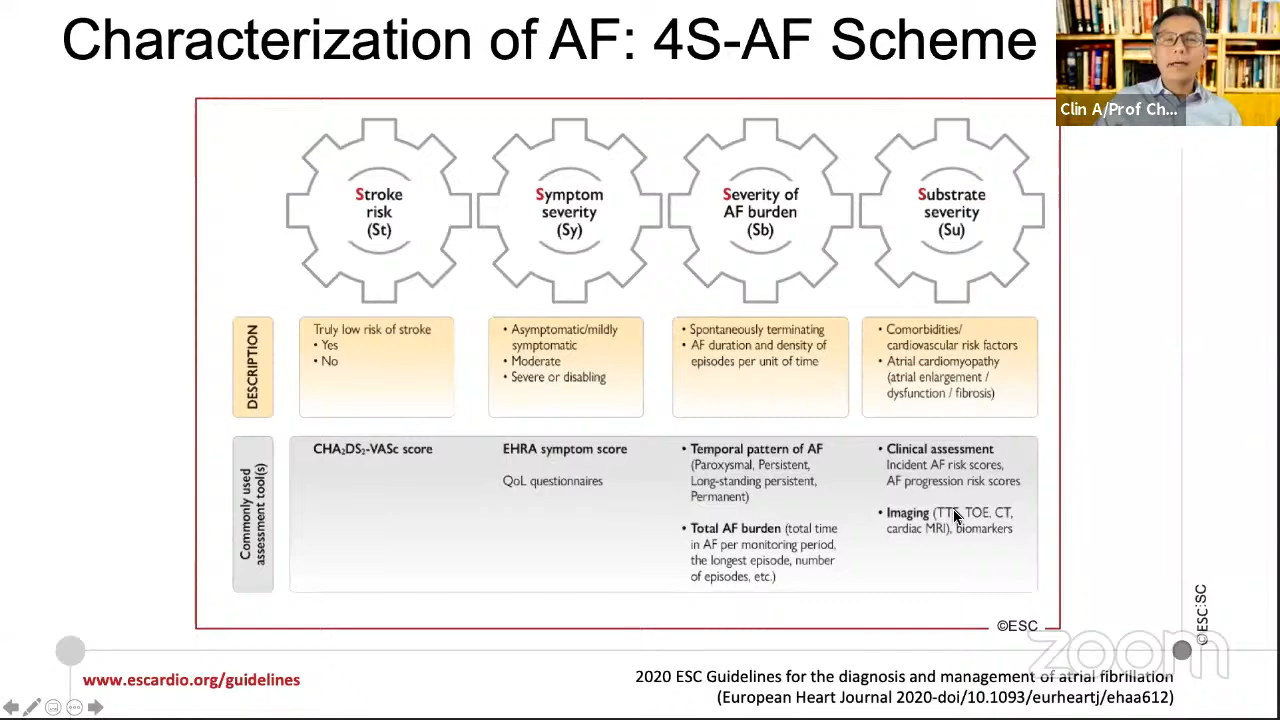 Characterization of AF: 4S-AF Scheme
Clin A/Prof Ch...
Stroke
risk
(St)
Symptom
severity
(Sy)
Severity of
AF burden
(Sb)
Substrate
severity
(Su)
DESCRIPTION
Truly low risk of stroke
• Yes
• No
• Asymptomatic/mildly
symptomatic
• Moderate
• Severe or disabling
• Spontaneously terminating
• AF duration and density of
episodes per unit of time
• Comorbidities/
cardiovascular risk factors
• Atrial cardiomyopathy
(atrial enlargement /
dysfunction / fibrosis)
Commonly used
assessment tool(s)
CHA₂DS₂-VASc score
EHRA symptom score
QoL questionnaires
• Temporal pattern of AF
(Paroxysmal, Persistent,
Long-standing persistent,
Permanent)
• Total AF burden (total time
in AF per monitoring period,
the longest episode, number
of episodes, etc.)
• Clinical assessment
Incident AF risk scores,
AF progression risk scores
• Imaging (TTE, TOE, CT,
cardiac MRI), biomarkers
©ESC
©ESC:SC
zoom
www.escardio.org/guidelines
2020 ESC Guidelines for the diagnosis and management of atrial fibrillation
(European Heart Journal 2020-doi/10.1093/eurheartj/ehaa612)